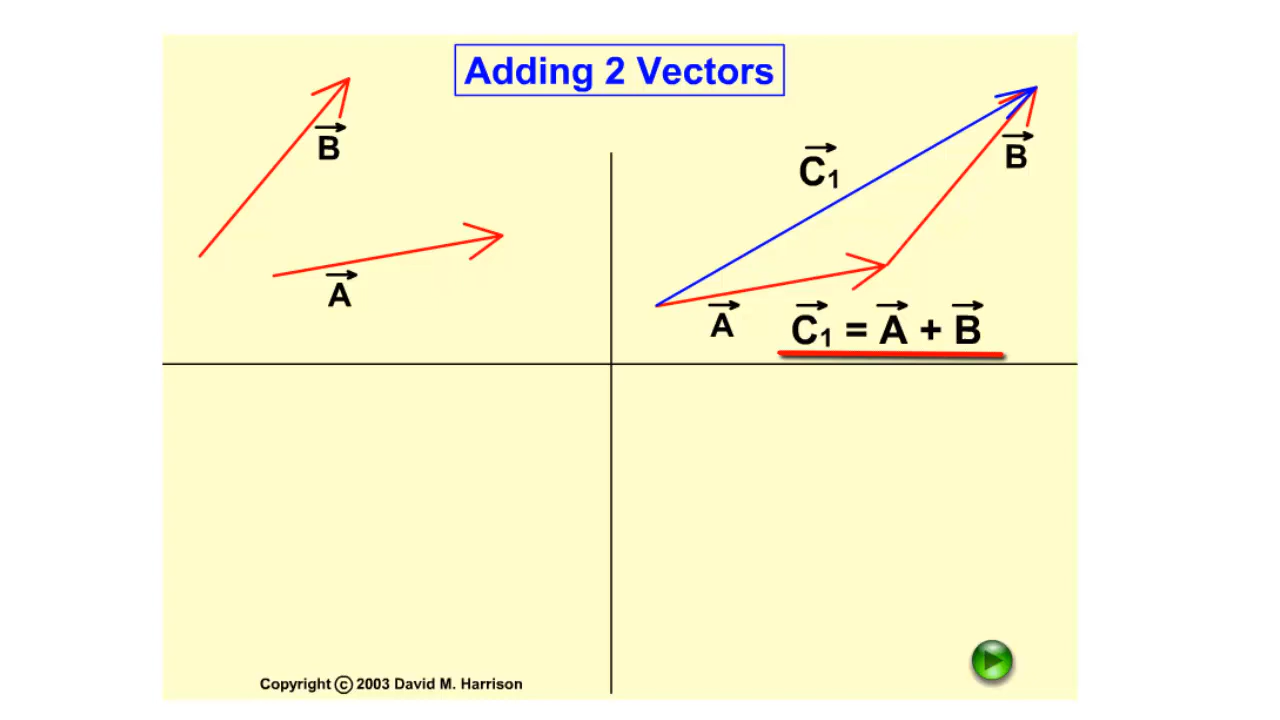 Adding 2 Vectors
B
A
C₁
B
A
C₁ = A + B
Copyright © 2003 David M. Harrison